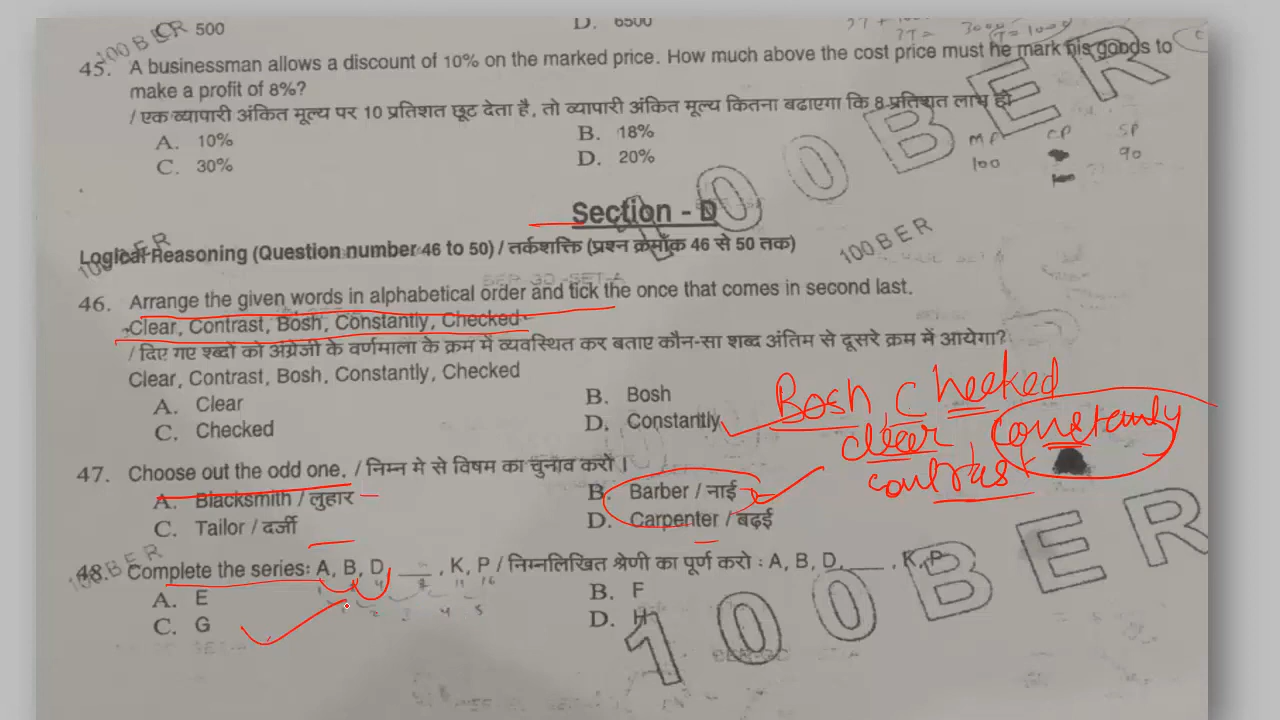 C. 500
D. 6500
45. A businessman allows a discount of 10% on the marked price. How much above the cost price must he mark his goods to
make a profit of 8%?
/ एक व्यापारी अंकित मूल्य पर 10 प्रतिशत छूट देता है, तो व्यापारी अंकित मूल्य कितना बढाएगा कि 8 प्रतिशत लाभ हो
A. 10%
B. 18%
C. 30%
D. 20%
MP CP SP
100 90
Section - D
Logical Reasoning (Question number 46 to 50) / तर्कशक्ति (प्रश्न क्रमाँक 46 से 50 तक)
46. Arrange the given words in alphabetical order and tick the once that comes in second last.
Clear, Contrast, Bosh, Constantly, Checked
/ दिए गए श्ब्दों को अंग्रेजी के वर्णमाला के क्रम में व्यवस्थित कर बताए कौन-सा शब्द अंतिम से दूसरे क्रम में आयेगा?
Clear, Contrast, Bosh, Constantly, Checked
A. Clear
B. Bosh
C. Checked
D. Constantly
Bosh, Checked
clear, constantly
contrast
47. Choose out the odd one. / निम्न मे से विषम का चुनाव करो ।
A. Blacksmith / लुहार
B. Barber / नाई
C. Tailor / दर्जी
D. Carpenter / बढ़ई
48. Complete the series: A, B, D, ___ , K, P / निम्नलिखित श्रेणी का पूर्ण करो : A, B, D, ___ , K, P
A. E
B. F
C. G
D. H
100BER
100BER
100BER
100BER
100BER
100BER